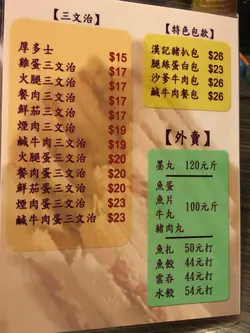 【三文治】
厚多士 $15
雞蛋三文治 $17
火腿三文治 $17
餐肉三文治 $17
鮮茄三文治 $17
煙肉三文治 $19
鹹牛肉三文治 $19
火腿蛋三文治 $20
餐肉蛋三文治 $20
鮮茄蛋三文治 $20
煙肉蛋三文治 $23
鹹牛肉蛋三文治 $23
【特色包款】
漢記豬扒包 $26
腿絲蛋白包 $23
沙爹牛肉包 $26
鹹牛肉餐包 $26
【外賣】
墨丸 120元斤
魚蛋
魚片
牛丸 100元斤
豬肉丸
魚扎 50元打
魚餃 44元打
雲吞 44元打
水餃 54元打